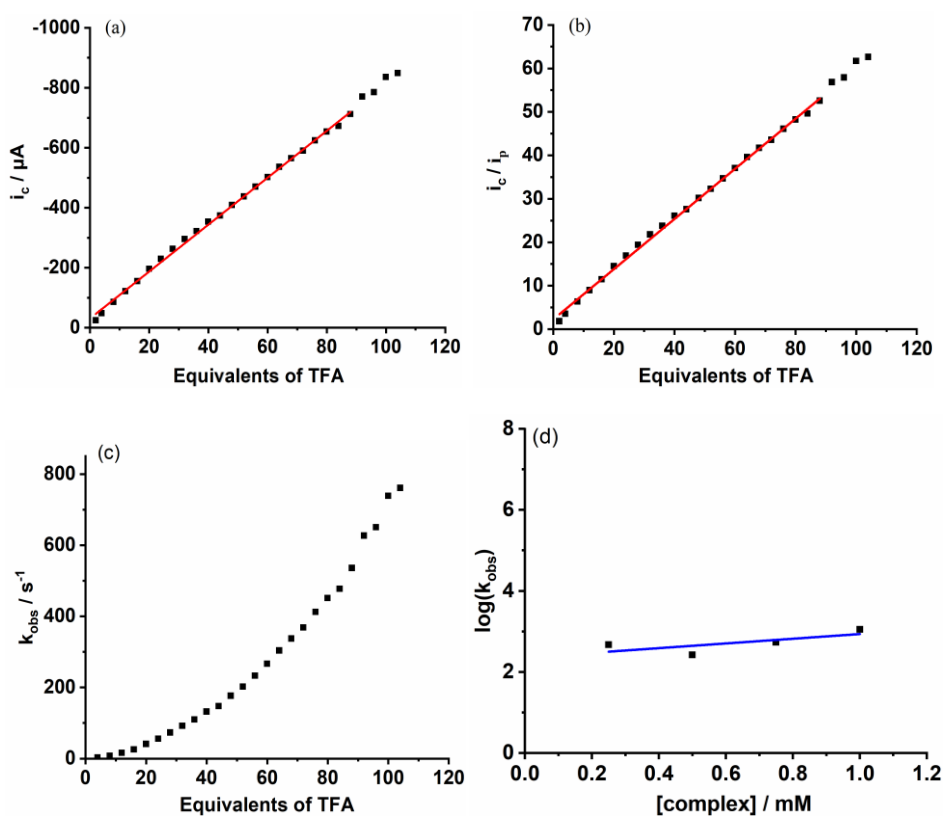 (a)
-1000
-800
-600
-400
-200
0
i_c / µA
0 20 40 60 80 100 120
Equivalents of TFA
(b)
70
60
50
40
30
20
10
0
i_c / i_p
0 20 40 60 80 100 120
Equivalents of TFA
(c)
800
600
400
200
0
k_obs / s⁻¹
0 20 40 60 80 100 120
Equivalents of TFA
(d)
8
6
4
2
0
log(k_obs)
0.0 0.2 0.4 0.6 0.8 1.0 1.2
[complex] / mM